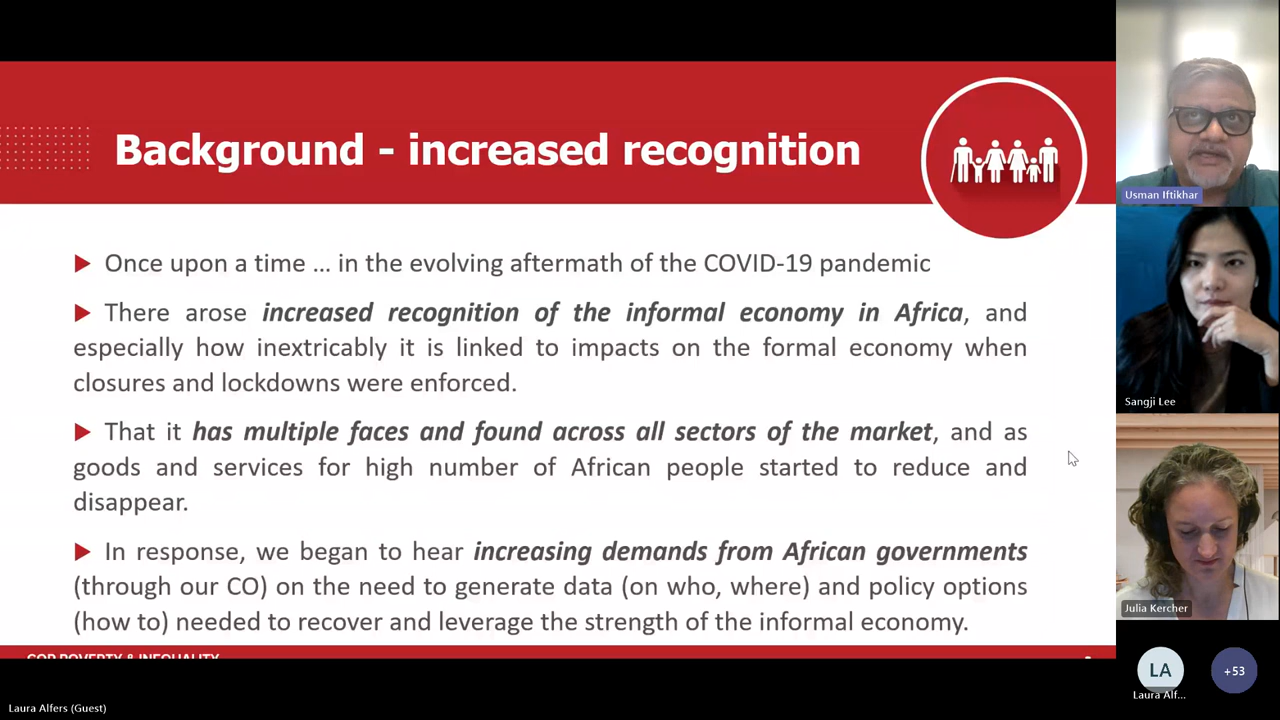 Background - increased recognition
Once upon a time ... in the evolving aftermath of the COVID-19 pandemic
There arose increased recognition of the informal economy in Africa, and
especially how inextricably it is linked to impacts on the formal economy when
closures and lockdowns were enforced.
That it has multiple faces and found across all sectors of the market, and as
goods and services for high number of African people started to reduce and
disappear.
In response, we began to hear increasing demands from African governments
(through our CO) on the need to generate data (on who, where) and policy options
(how to) needed to recover and leverage the strength of the informal economy.
COP POVERTY & INEQUALITY
Laura Alfers (Guest)
Usman Iftikhar
Sangji Lee
Julia Kercher
LA
Laura Alf...
+53